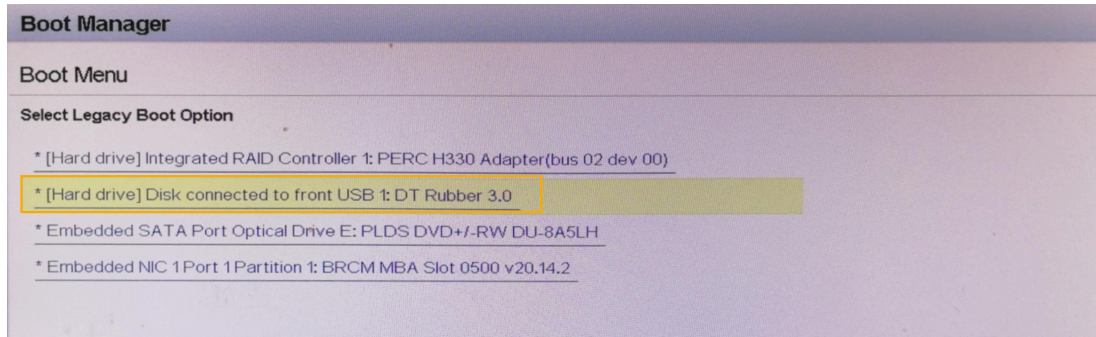 Boot Manager
Boot Menu
Select Legacy Boot Option
* [Hard drive] Integrated RAID Controller 1: PERC H330 Adapter(bus 02 dev 00)
* [Hard drive] Disk connected to front USB 1: DT Rubber 3.0
* Embedded SATA Port Optical Drive E: PLDS DVD+/-RW DU-8A5LH
* Embedded NIC 1 Port 1 Partition 1: BRCM MBA Slot 0500 v20.14.2